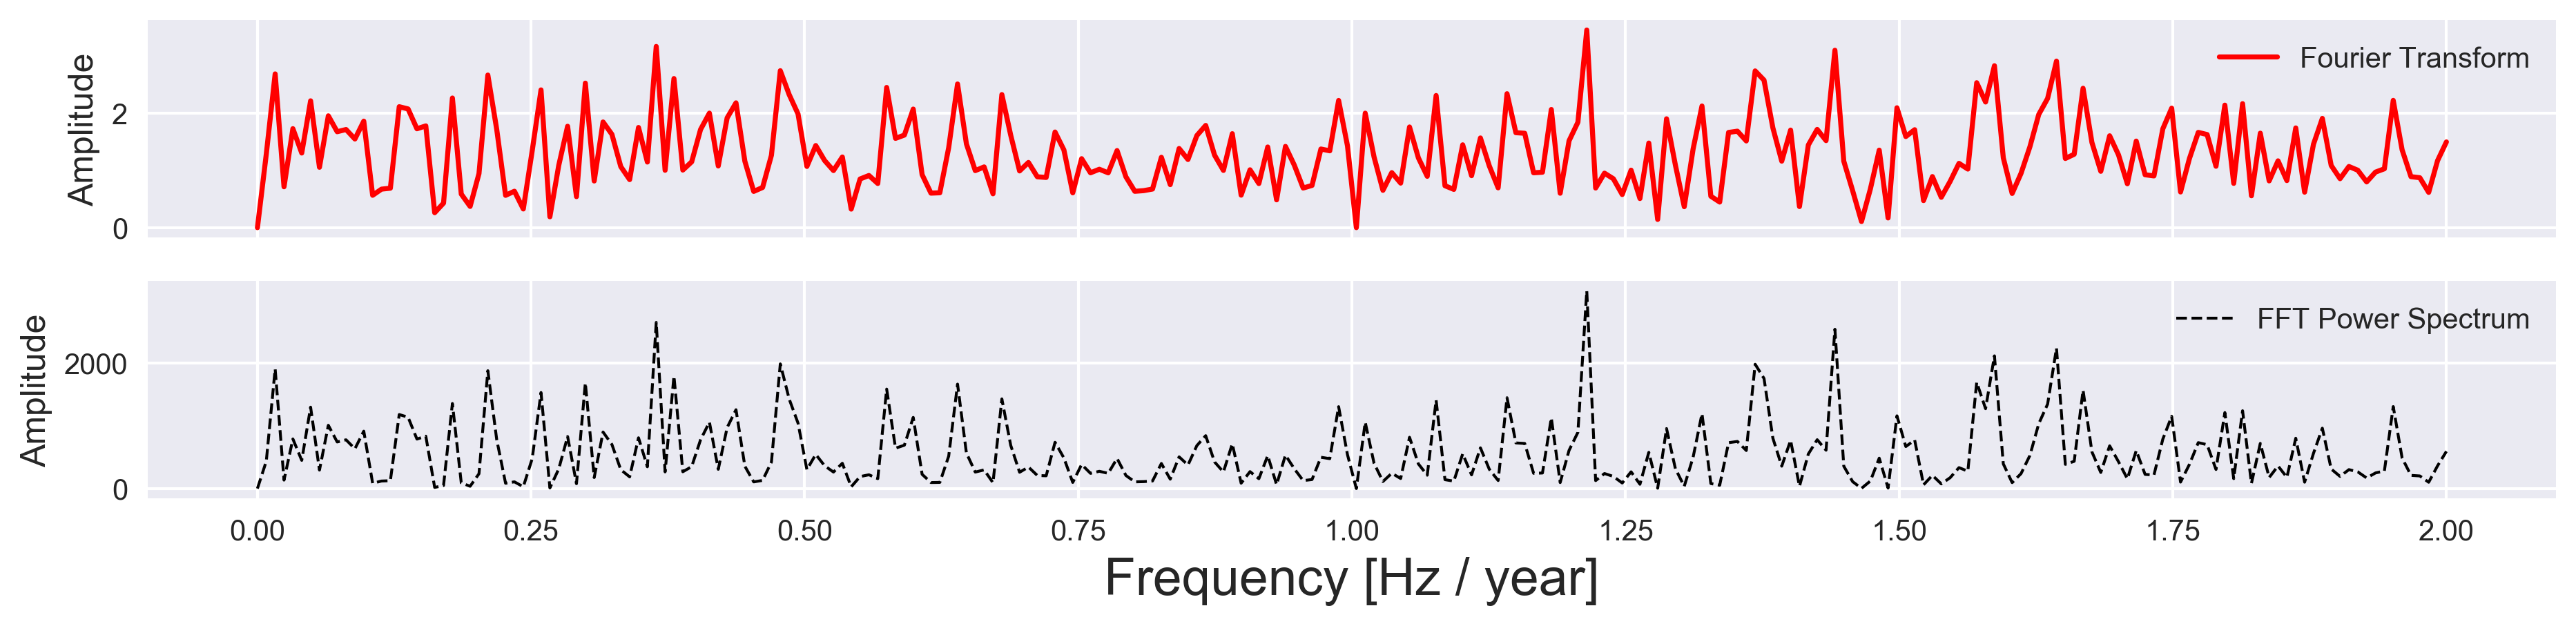 Amplitude
2
0
Fourier Transform
Amplitude
2000
0
FFT Power Spectrum
0.00 0.25 0.50 0.75 1.00 1.25 1.50 1.75 2.00
Frequency [Hz / year]